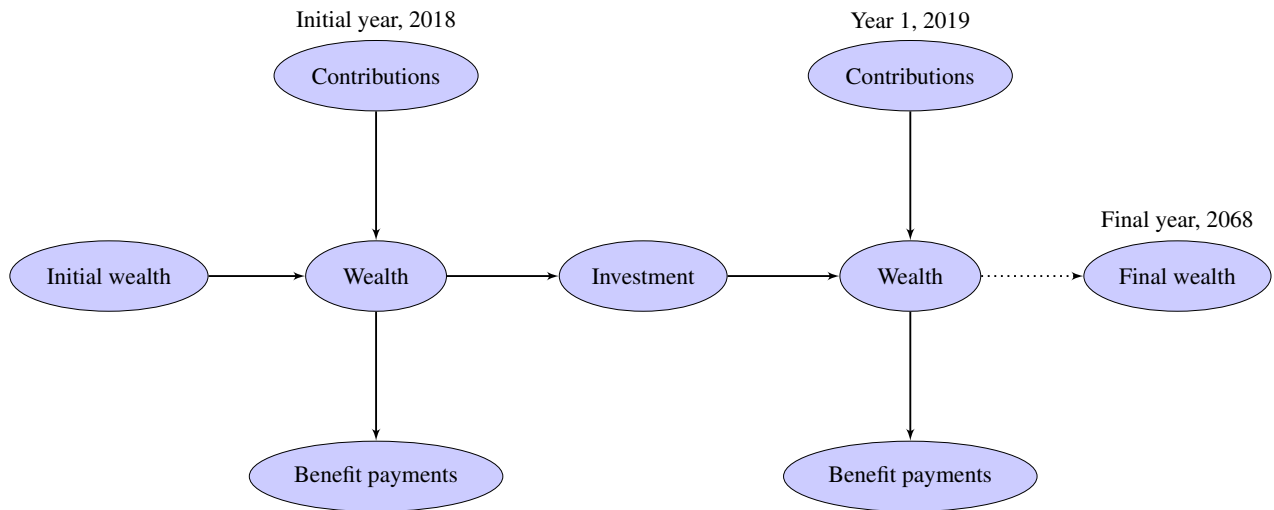 Initial year, 2018
Year 1, 2019
Contributions
Contributions
Final year, 2068
Initial wealth
Wealth
Investment
Wealth
Final wealth
Benefit payments
Benefit payments